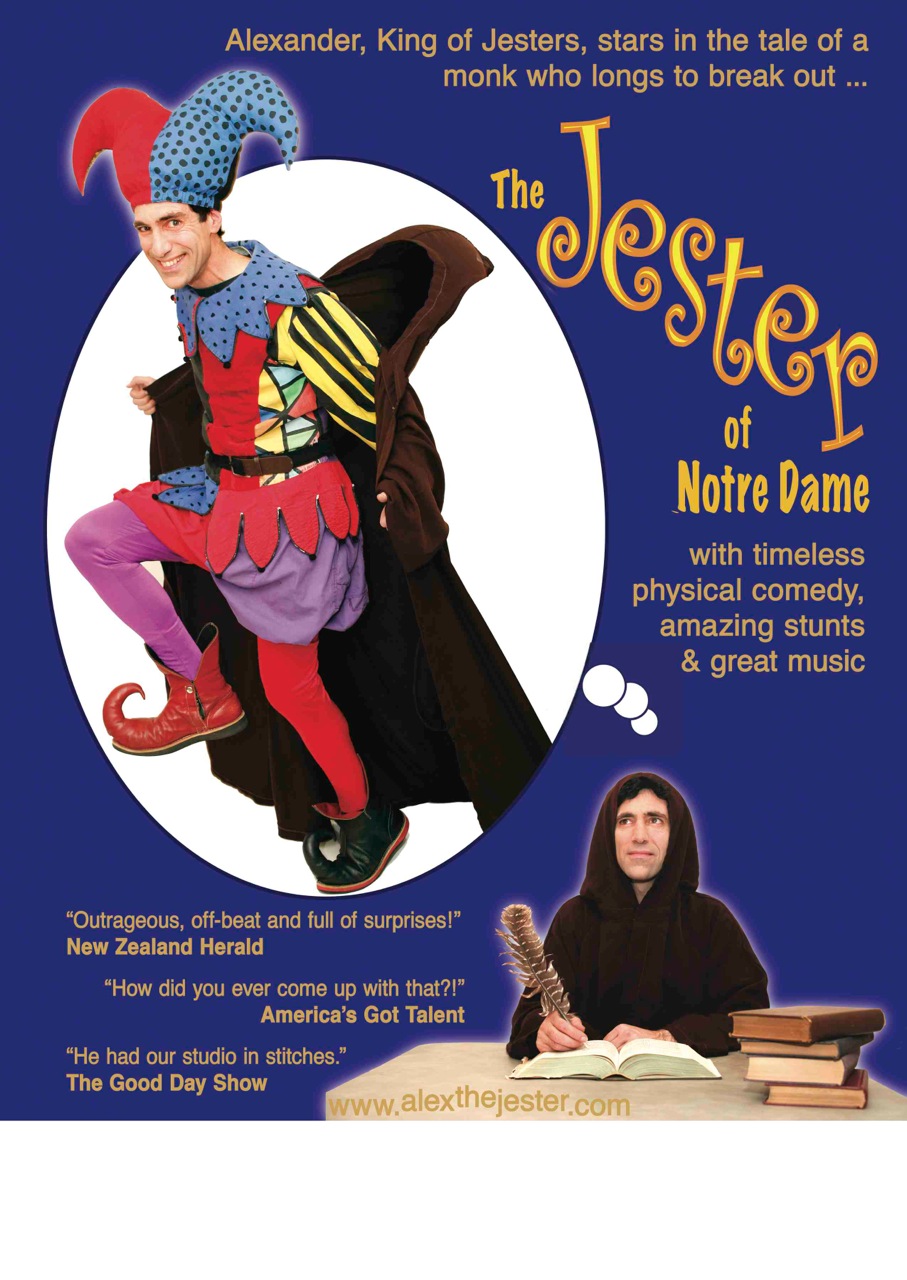 Alexander, King of Jesters, stars in the tale of a
monk who longs to break out ...
The Jester
of
Notre Dame
with timeless
physical comedy,
amazing stunts
& great music
“Outrageous, off-beat and full of surprises!”
New Zealand Herald
“How did you ever come up with that?!”
America’s Got Talent
“He had our studio in stitches.”
The Good Day Show
www.alexthejester.com